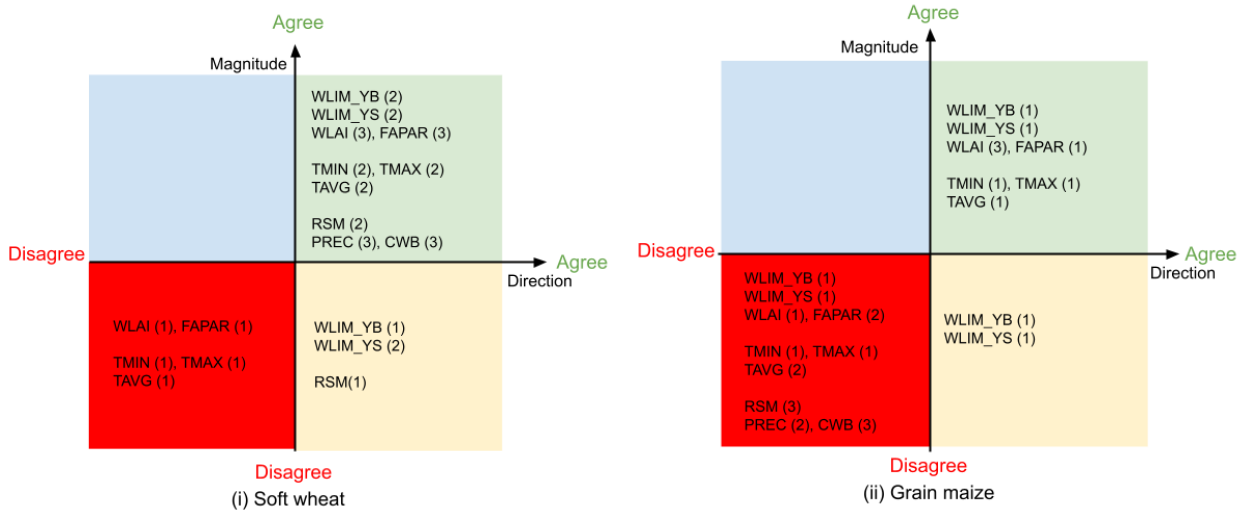 Agree
Magnitude
WLIM_YB (2)
WLIM_YS (2)
WLAI (3), FAPAR (3)
TMIN (2), TMAX (2)
TAVG (2)
RSM (2)
PREC (3), CWB (3)
Disagree
Agree
Direction
WLAI (1), FAPAR (1)
TMIN (1), TMAX (1)
TAVG (1)
WLIM_YB (1)
WLIM_YS (2)
RSM(1)
Disagree
(i) Soft wheat
Agree
Magnitude
WLIM_YB (1)
WLIM_YS (1)
WLAI (3), FAPAR (1)
TMIN (1), TMAX (1)
TAVG (1)
Disagree
Agree
Direction
WLIM_YB (1)
WLIM_YS (1)
WLAI (1), FAPAR (2)
TMIN (1), TMAX (1)
TAVG (2)
RSM (3)
PREC (2), CWB (3)
WLIM_YB (1)
WLIM_YS (1)
Disagree
(ii) Grain maize